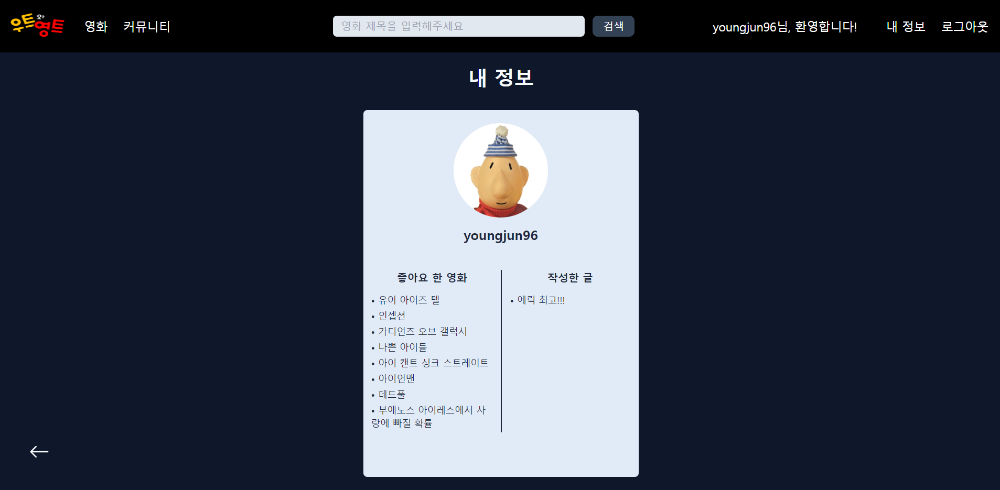 우트와 영트
영화 커뮤니티
영화 제목을 입력해주세요
검색
youngjun96님, 환영합니다!
내 정보 로그아웃
내 정보
youngjun96
좋아요 한 영화
• 유어 아이즈 텔
• 인셉션
• 가디언즈 오브 갤럭시
• 나쁜 아이들
• 아이 캔트 싱크 스트레이트
• 아이언맨
• 데드풀
• 부에노스 아이레스에서 사
랑에 빠질 확률
작성한 글
• 에릭 최고!!!